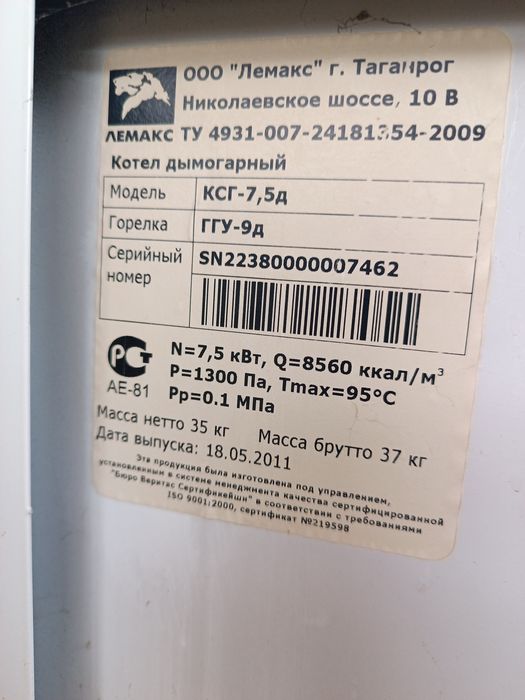 ООО "Лемакс" г. Таганрог
Николаевское шоссе, 10 В
ЛЕМАКС ТУ 4931-007-24181354-2009
Котел дымогарный
Модель КСГ-7,5д
Горелка ГГУ-9д
Серийный номер SN22380000007462
РСТ
АЕ-81
N=7,5 кВт, Q=8560 ккал/м³
P=1300 Па, Tmax=95°C
Pp=0.1 МПа
Масса нетто 35 кг Масса брутто 37 кг
Дата выпуска: 18.05.2011
Эта продукция была изготовлена под управлением,
установленным в системе менеджмента качества сертифицированной
"Бюро Веритас Сертификейшн" в соответствии с требованиями
ISO 9001:2000, сертификат №219598